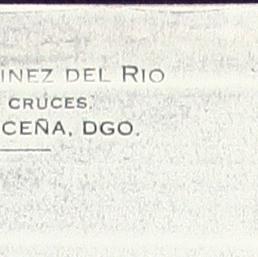 INEZ DEL RIO
CRUCES.
CEÑA, DGO.